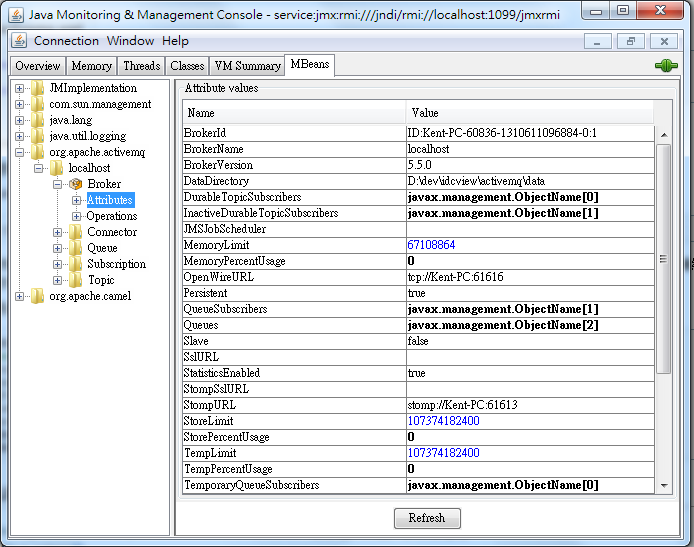 Java Monitoring & Management Console - service:jmx:rmi:///jndi/rmi://localhost:1099/jmxrmi
Connection Window Help
Overview Memory Threads Classes VM Summary MBeans
JMImplementation
com.sun.management
java.lang
java.util.logging
org.apache.activemq
localhost
Broker
Attributes
Operations
Connector
Queue
Subscription
Topic
org.apache.camel
Attribute values
Name Value
BrokerId ID:Kent-PC-60836-1310611096884-0:1
BrokerName localhost
BrokerVersion 5.5.0
DataDirectory D:\dev\idcview\activemq\data
DurableTopicSubscribers javax.management.ObjectName[0]
InactiveDurableTopicSubscribers javax.management.ObjectName[1]
JMSJobScheduler
MemoryLimit 67108864
MemoryPercentUsage 0
OpenWireURL tcp://Kent-PC:61616
Persistent true
QueueSubscribers javax.management.ObjectName[1]
Queues javax.management.ObjectName[2]
Slave false
SslURL
StatisticsEnabled true
StompSslURL
StompURL stomp://Kent-PC:61613
StoreLimit 107374182400
StorePercentUsage 0
TempLimit 107374182400
TempPercentUsage 0
TemporaryQueueSubscribers javax.management.ObjectName[0]
Refresh